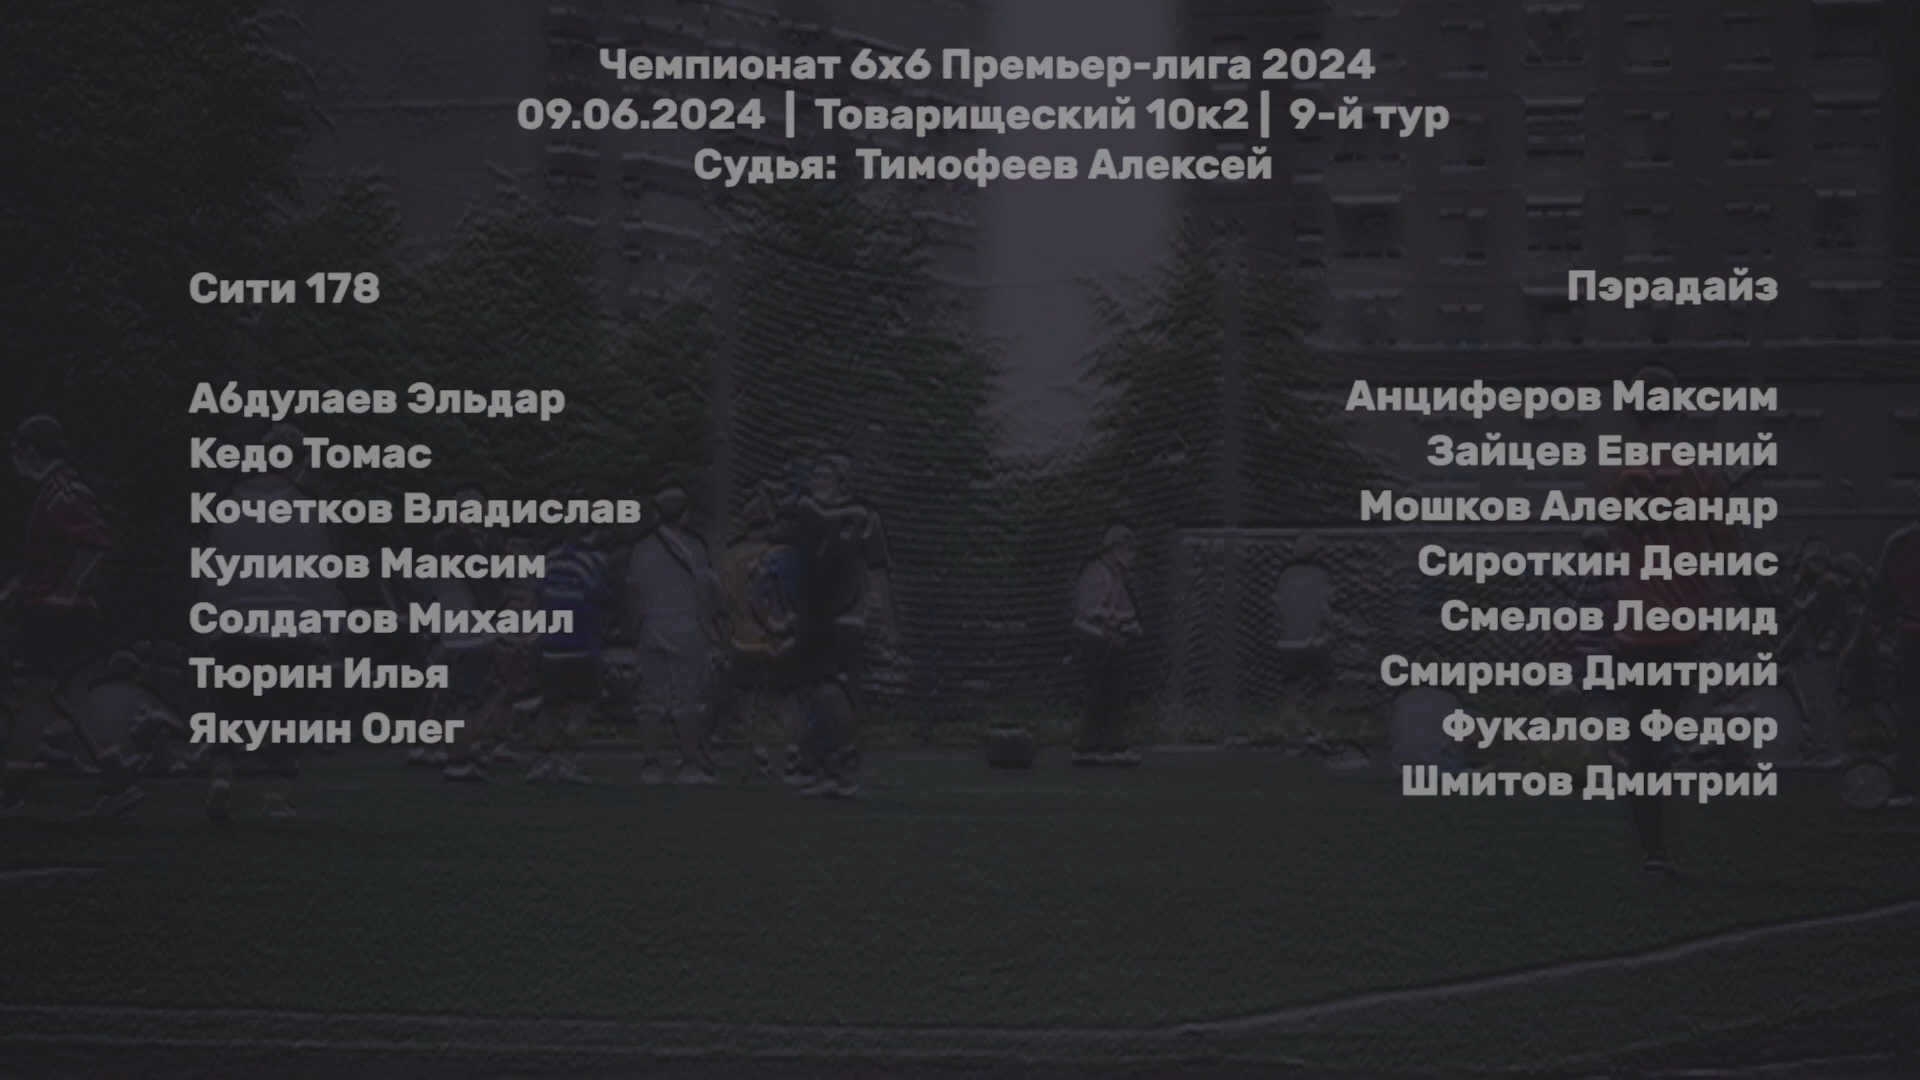 Чемпионат 6х6 Премьер-лига 2024
09.06.2024 | Товарищеский 10к2 | 9-й тур
Судья: Тимофеев Алексей
Сити 178
Абдулаев Эльдар
Кедо Томас
Кочетков Владислав
Куликов Максим
Солдатов Михаил
Тюрин Илья
Якунин Олег
Пэрадайз
Анциферов Максим
Зайцев Евгений
Мошков Александр
Сироткин Денис
Смелов Леонид
Смирнов Дмитрий
Фукалов Федор
Шмитов Дмитрий